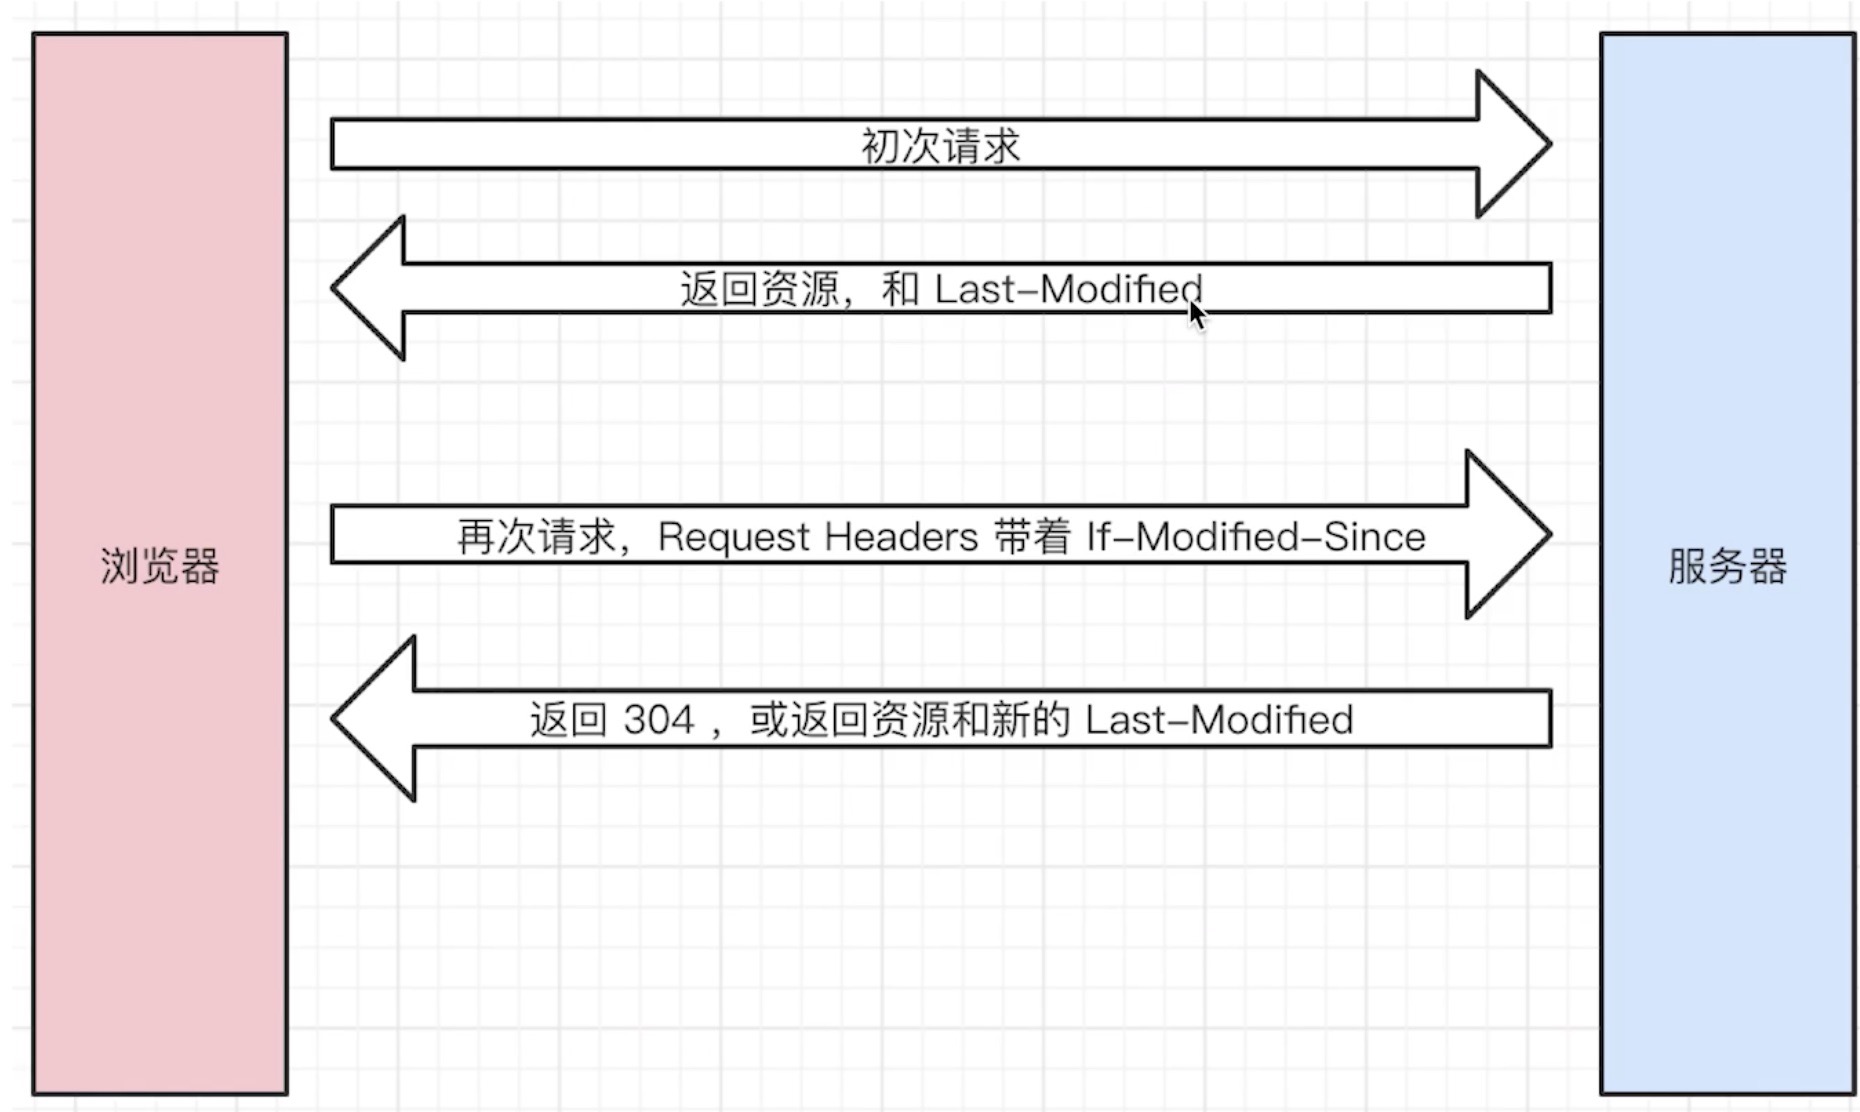 初次请求
返回资源，和 Last-Modified
再次请求，Request Headers 带着 If-Modified-Since
浏览器
服务器
返回 304 ，或返回资源和新的 Last-Modified